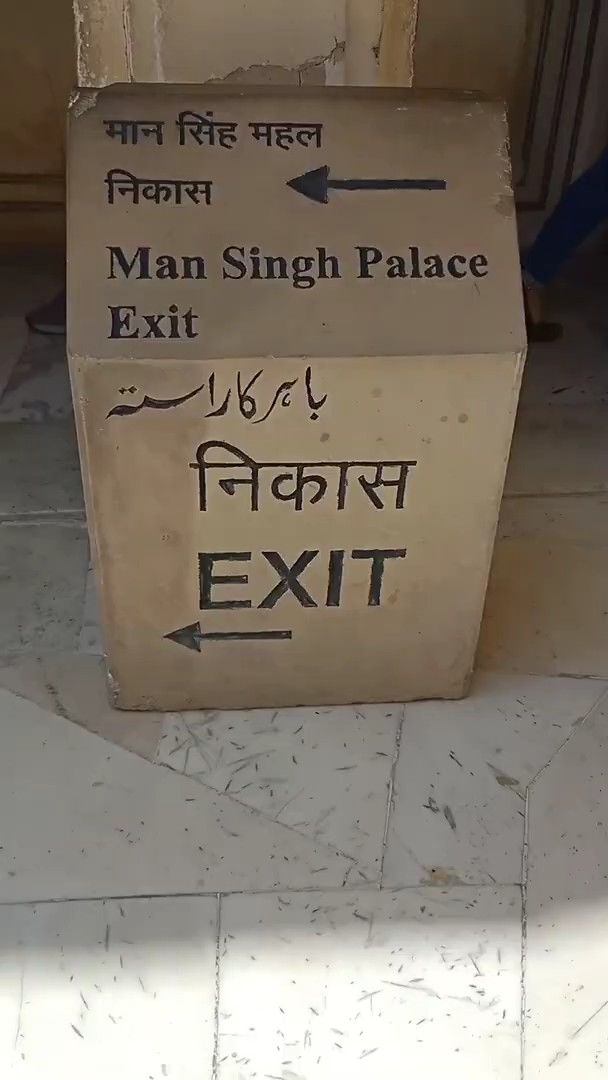 मान सिंह महल
निकास
Man Singh Palace
Exit
باہر کا راستہ
निकास
EXIT